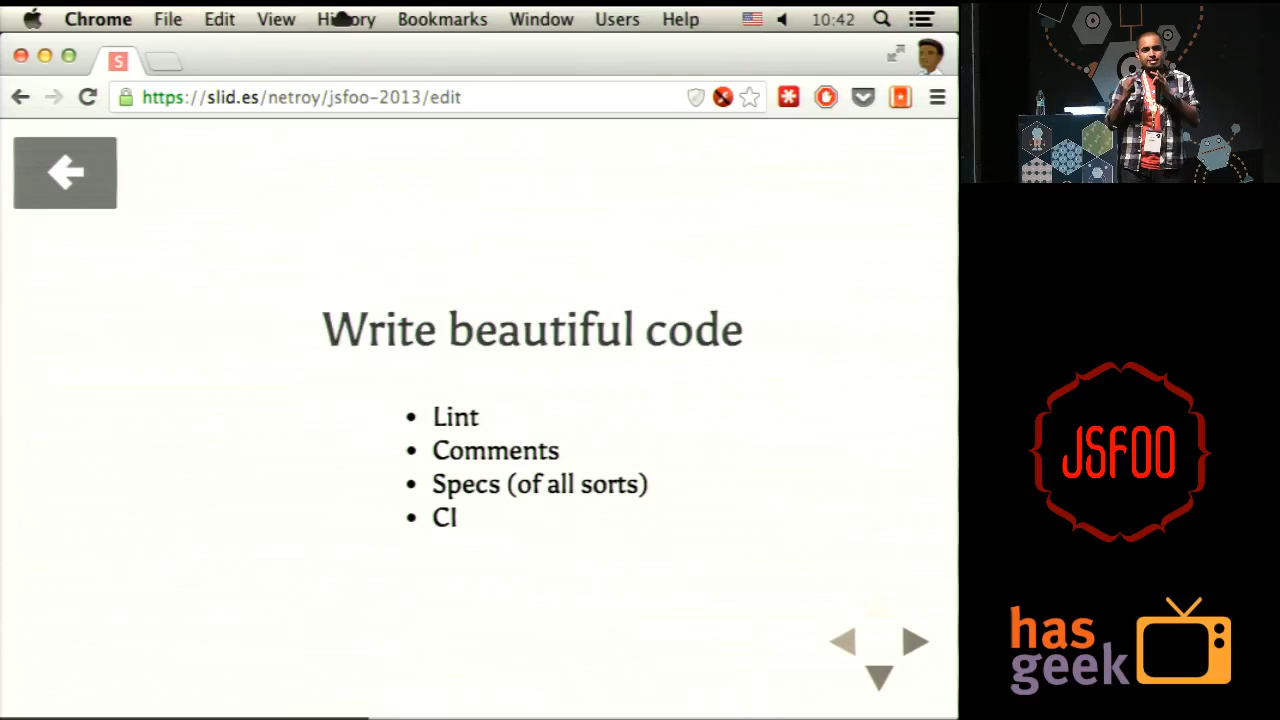 Chrome File Edit View History Bookmarks Window Users Help 10:42
S
https://slid.es/netroy/jsfoo-2013/edit
Write beautiful code
• Lint
• Comments
• Specs (of all sorts)
• CI
JSFOO
has
geek